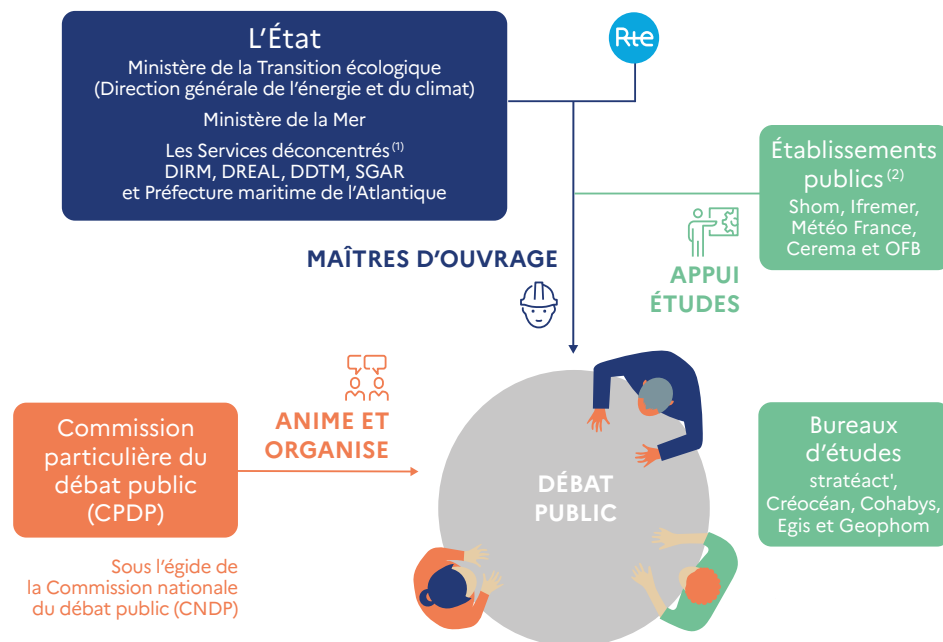 L'État
Ministère de la Transition écologique
(Direction générale de l'énergie et du climat)
Ministère de la Mer
Les Services déconcentrés(1)
DIRM, DREAL, DDTM, SGAR
et Préfecture maritime de l'Atlantique
Rte
Établissements
publics(2)
Shom, Ifremer,
Météo France,
Cerema et OFB
MAÎTRES D'OUVRAGE
APPUI
ÉTUDES
ANIME ET
ORGANISE
Commission
particulière du
débat public
(CPDP)
Sous l'égide de
la Commission nationale
du débat public (CNDP)
DÉBAT
PUBLIC
Bureaux
d'études
stratéact',
Créocéan, Cohabys,
Egis et Geophom